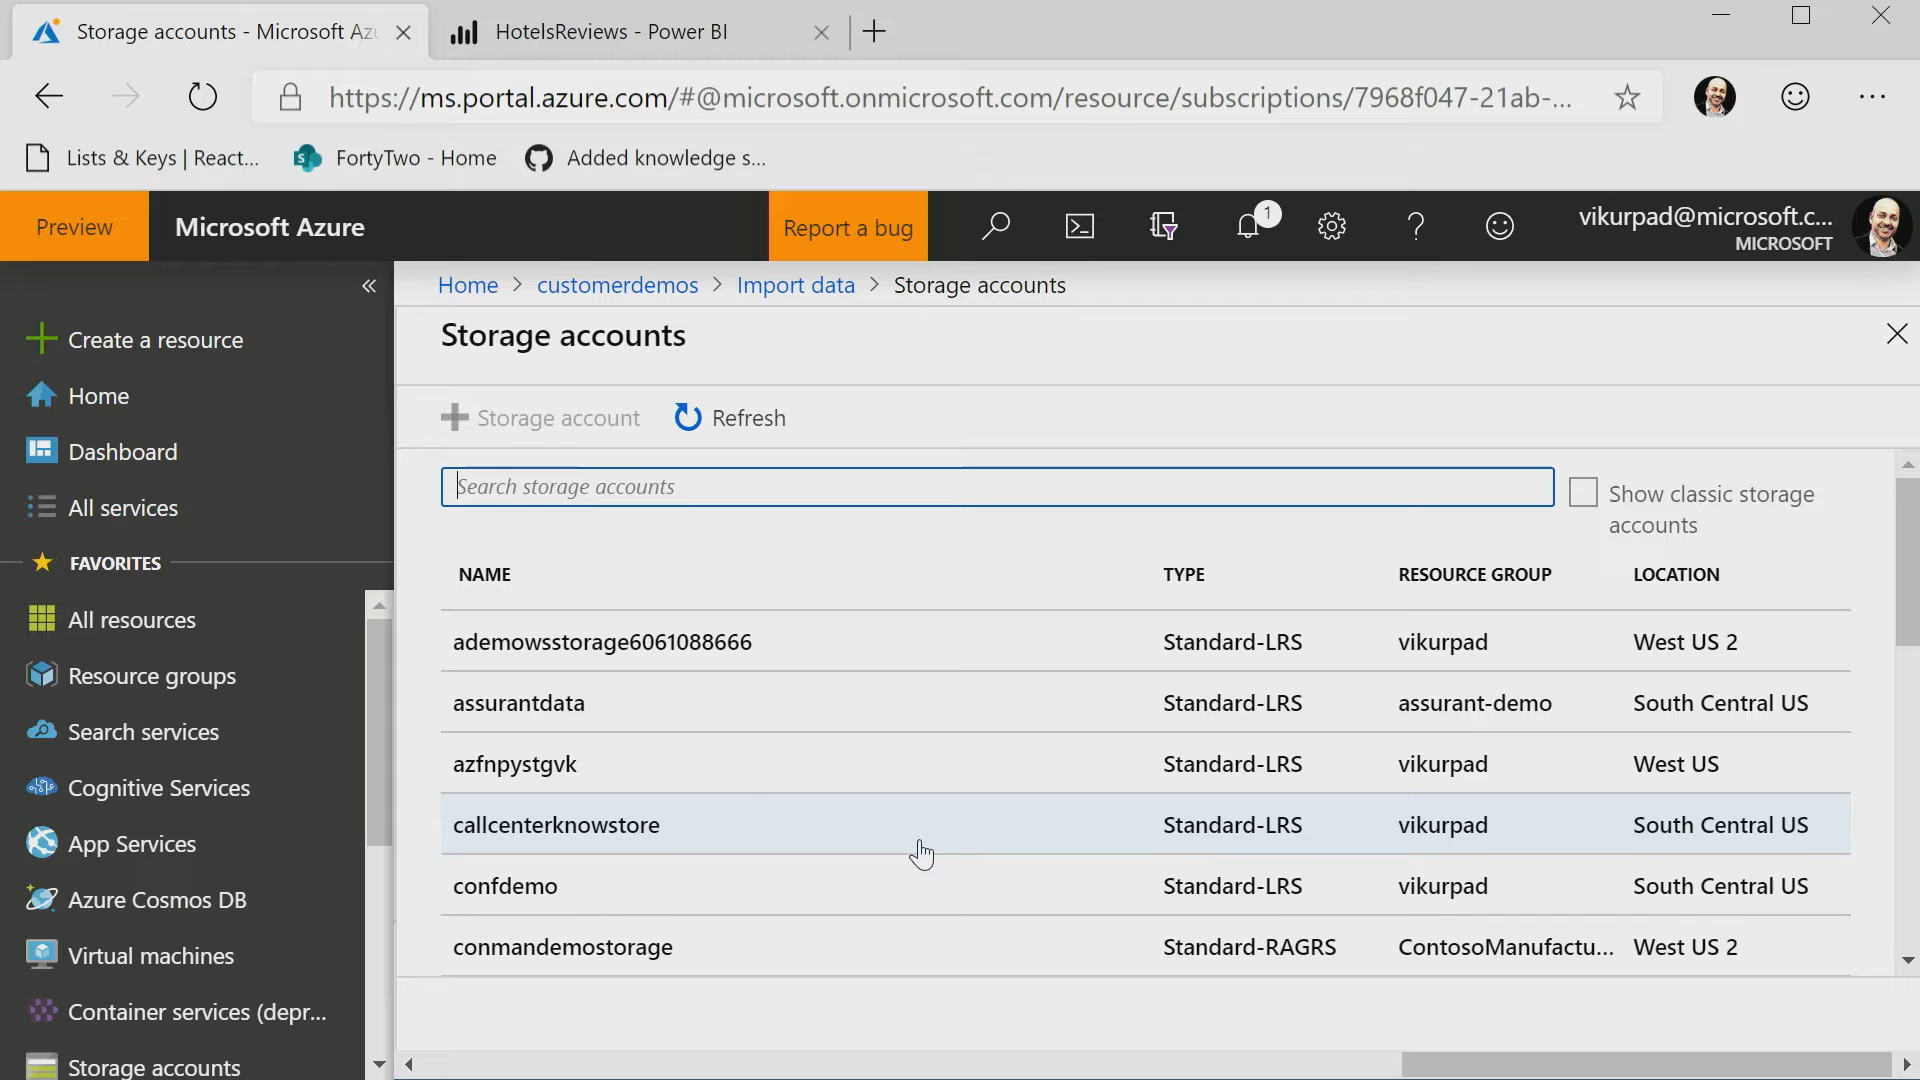 Storage accounts - Microsoft Azu
HotelsReviews - Power BI
https://ms.portal.azure.com/#@microsoft.onmicrosoft.com/resource/subscriptions/7968f047-21ab-...
Lists & Keys | React...
FortyTwo - Home
Added knowledge s...
Preview
Microsoft Azure
Report a bug
1
vikurpad@microsoft.c...
MICROSOFT
Home > customerdemos > Import data > Storage accounts
Storage accounts
Storage account
Refresh
Search storage accounts
Show classic storage
accounts
NAME TYPE RESOURCE GROUP LOCATION
ademowsstorage6061088666 Standard-LRS vikurpad West US 2
assurantdata Standard-LRS assurant-demo South Central US
azfnpystgvk Standard-LRS vikurpad West US
callcenterknowstore Standard-LRS vikurpad South Central US
confdemo Standard-LRS vikurpad South Central US
conmandemostorage Standard-RAGRS ContosoManufactu... West US 2
Create a resource
Home
Dashboard
All services
FAVORITES
All resources
Resource groups
Search services
Cognitive Services
App Services
Azure Cosmos DB
Virtual machines
Container services (depr...
Storage accounts